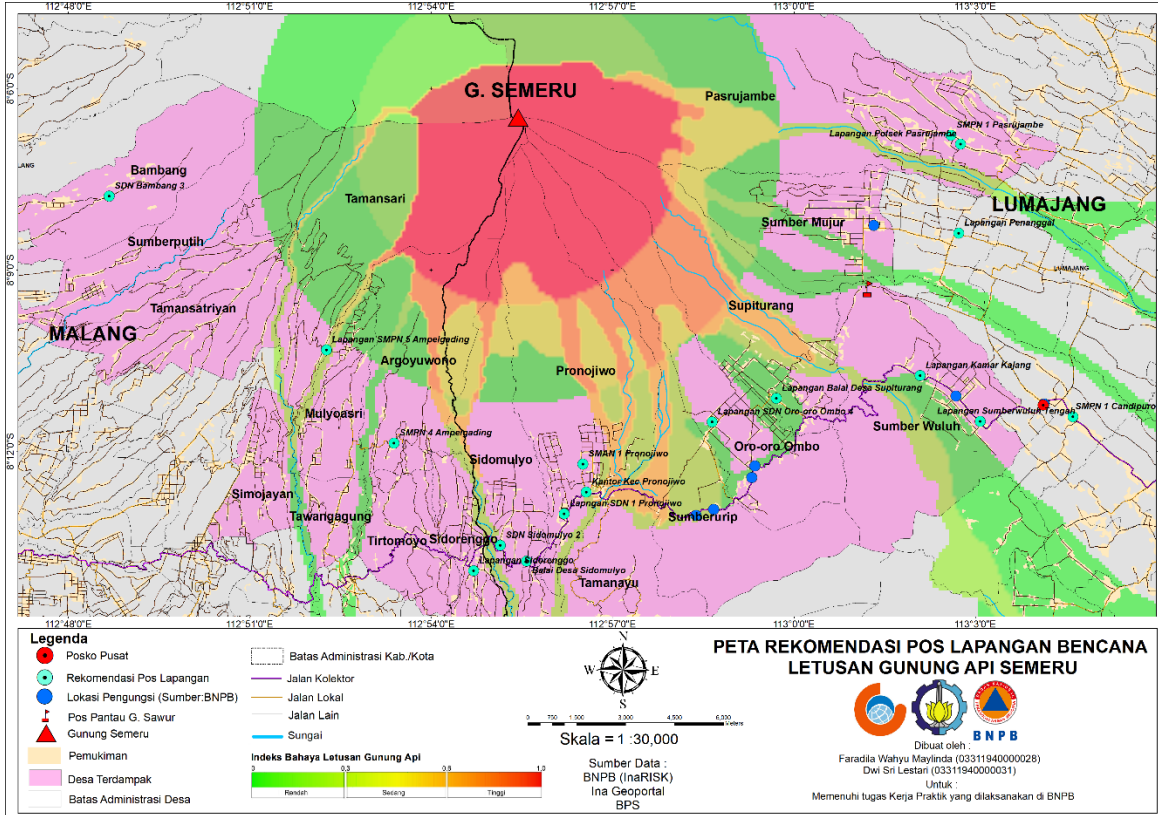 112°48'0"E 112°51'0"E 112°54'0"E 112°57'0"E 113°0'0"E 113°3'0"E
8°6'0"S
8°9'0"S
8°12'0"S
G. SEMERU
Pasrujambe
SMPN 1 Pasrujambe
Lapangan Polsek Pasrujambe
Bambang
SDN Bambang 3
Tamansari
LUMAJANG
Sumber Mujur
Lapangan Penanggal
Sumberputih
LUMAJANG
Tamansatriyan
Supiturang
MALANG
Lapangan SMPN 5 Ampelgading
Argoyuwono
Pronojiwo
Lapangan Kamar Kajang
Lapangan Balai Desa Supiturang
Mulyoasri
Lapangan SDN Oro-oro Ombo 4
Lapangan Sumberwuluh Tengah
SMPN 1 Candipuro
Sumber Wuluh
SMPN 4 Ampelgading
Oro-oro Ombo
Sidomulyo
SMAN 1 Pronojiwo
Kantor Kec Pronojiwo
Simojayan
Lapngan SDN 1 Pronojiwo
Tawangagung
Sumberurip
Tirtomoyo
Sidorenggo
SDN Sidomulyo 2
Lapangan Sidorenggo
Balai Desa Sidomulyo
Tamanayu
112°48'0"E 112°51'0"E 112°54'0"E 112°57'0"E 113°0'0"E 113°3'0"E
Legenda
Posko Pusat
Rekomendasi Pos Lapangan
Lokasi Pengungsi (Sumber:BNPB)
Pos Pantau G. Sawur
Gunung Semeru
Pemukiman
Desa Terdampak
Batas Administrasi Desa
Batas Administrasi Kab./Kota
Jalan Kolektor
Jalan Lokal
Jalan Lain
Sungai
Indeks Bahaya Letusan Gunung Api
0 0,3 0,6 1,0
Rendah Sedang Tinggi
N
W E
S
0 750 1.500 3.000 4.500 6.000
Meters
Skala = 1 :30,000
Sumber Data :
BNPB (InaRISK)
Ina Geoportal
BPS
PETA REKOMENDASI POS LAPANGAN BENCANA
LETUSAN GUNUNG API SEMERU
BNPB
Dibuat oleh :
Faradila Wahyu Maylinda (03311940000028)
Dwi Sri Lestari (03311940000031)
Untuk :
Memenuhi tugas Kerja Praktik yang dilaksanakan di BNPB